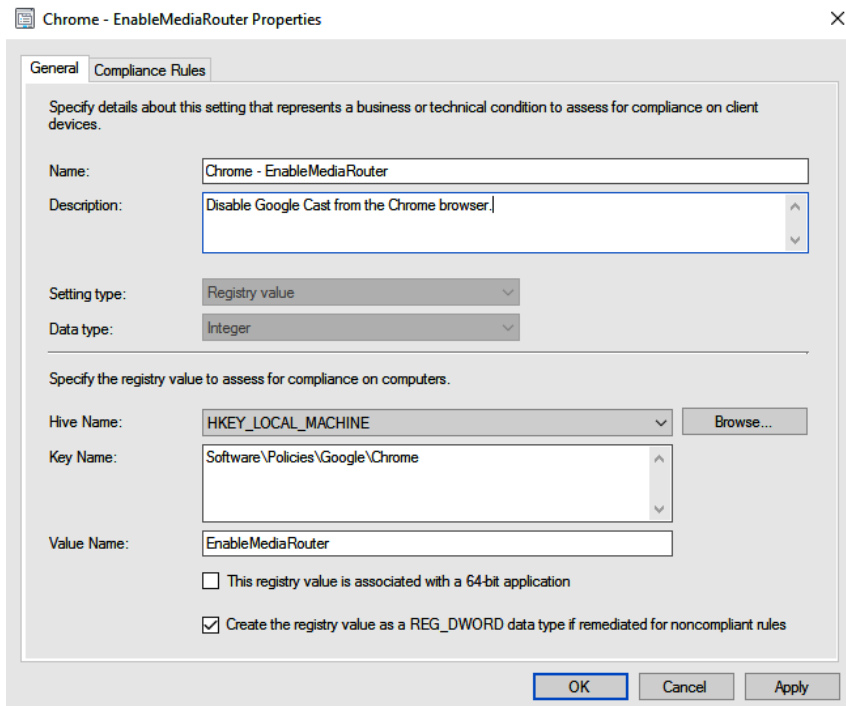 Chrome - EnableMediaRouter Properties
General
Compliance Rules
Specify details about this setting that represents a business or technical condition to assess for compliance on client
devices.
Name:
Chrome - EnableMediaRouter
Description:
Disable Google Cast from the Chrome browser.
Setting type:
Registry value
Data type:
Integer
Specify the registry value to assess for compliance on computers.
Hive Name:
HKEY_LOCAL_MACHINE
Browse...
Key Name:
Software\Policies\Google\Chrome
Value Name:
EnableMediaRouter
This registry value is associated with a 64-bit application
Create the registry value as a REG_DWORD data type if remediated for noncompliant rules
OK
Cancel
Apply